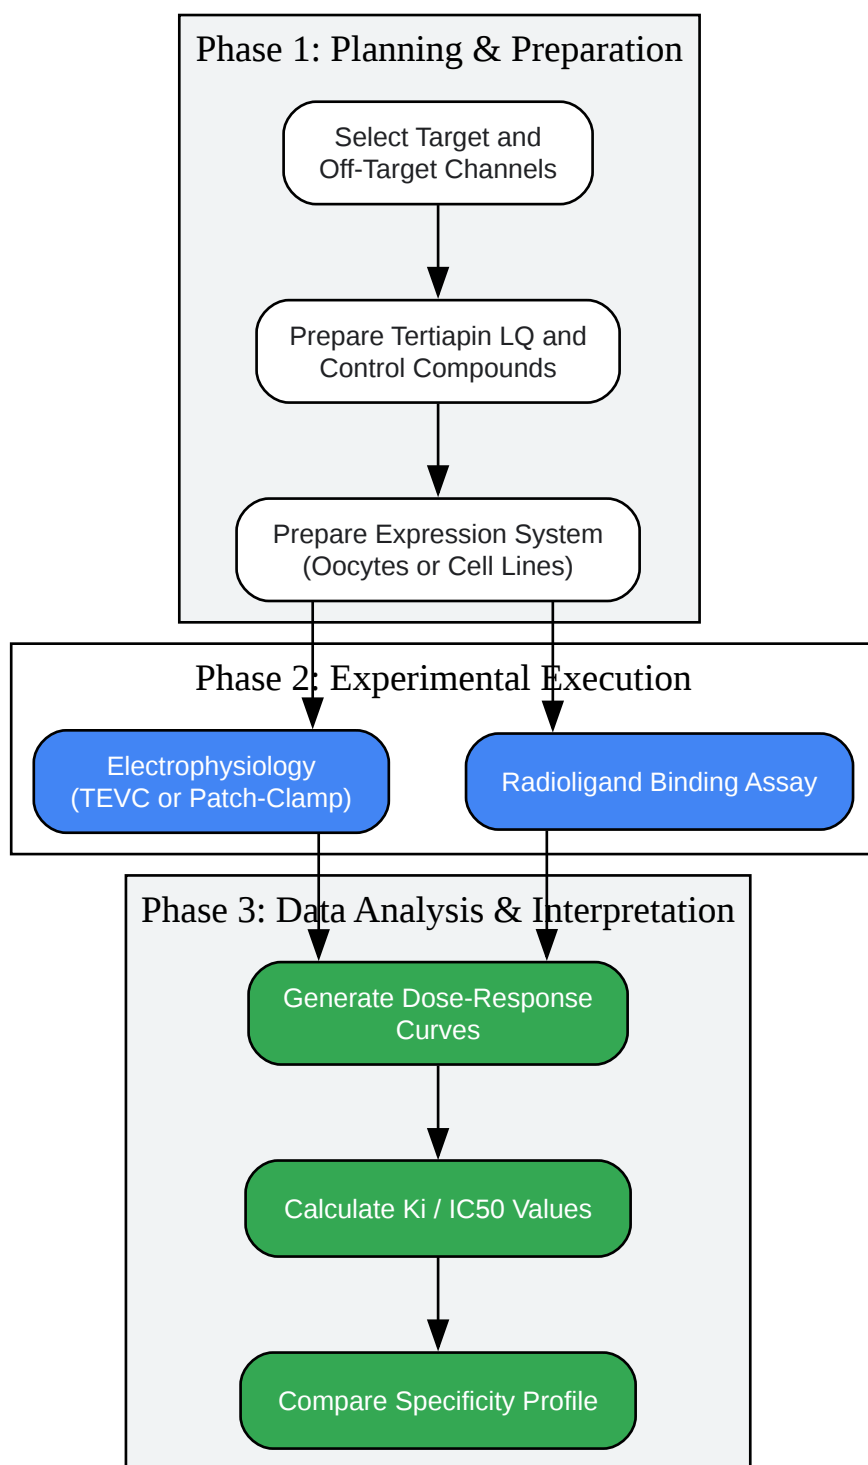 Phase 1: Planning & Preparation
Select Target and
Off-Target Channels
Prepare Tertiapin LQ and
Control Compounds
Prepare Expression System
(Oocytes or Cell Lines)
Phase 2: Experimental Execution
Electrophysiology
(TEVC or Patch-Clamp)
Radioligand Binding Assay
Phase 3: Data Analysis & Interpretation
Generate Dose-Response
Curves
Calculate Ki / IC50 Values
Compare Specificity Profile